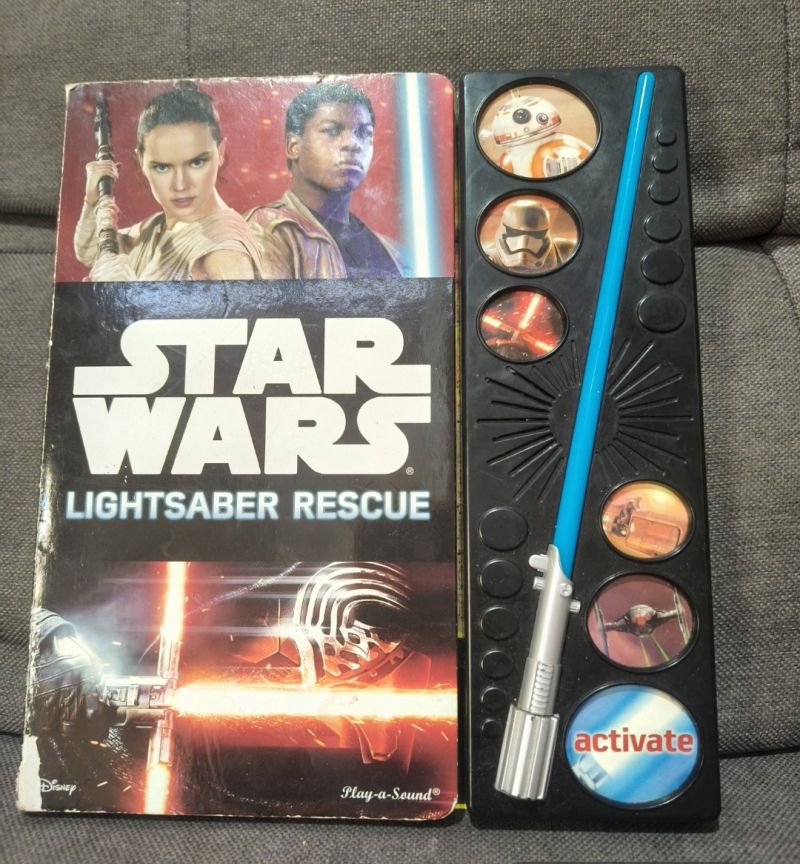 STAR
WARS®
LIGHTSABER RESCUE
Disney
Play-a-Sound®
activate